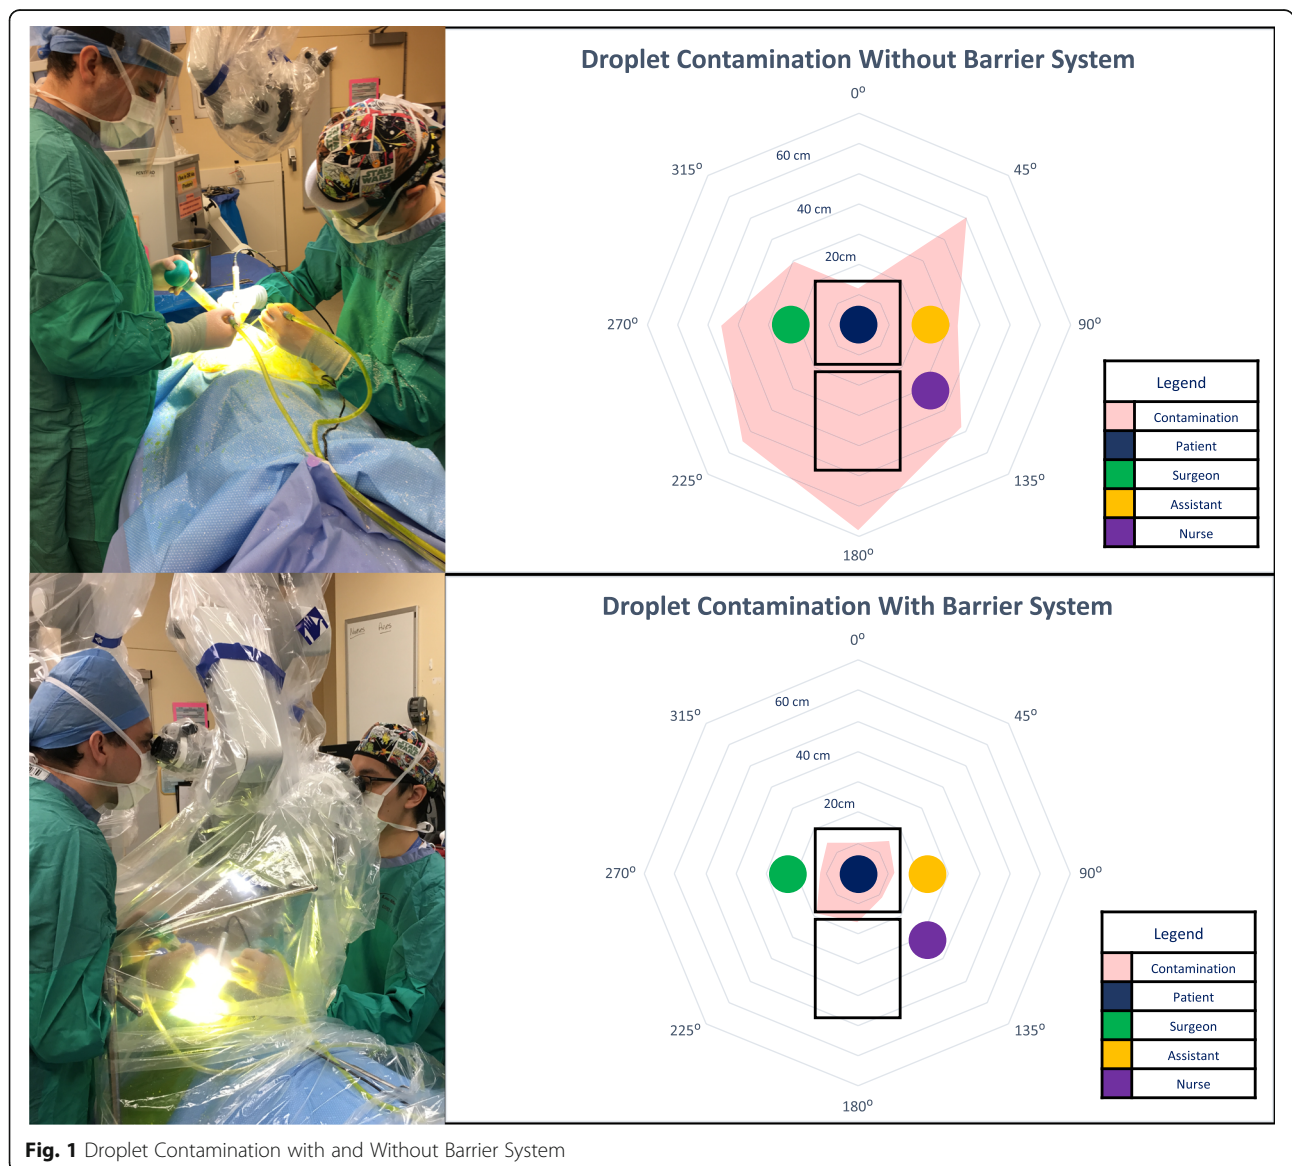 STAR
WARS
Droplet Contamination Without Barrier System
0°
315°
60 cm
45°
40 cm
20cm
270°
90°
225°
135°
180°
Legend
Contamination
Patient
Surgeon
Assistant
Nurse
Droplet Contamination With Barrier System
0°
315°
60 cm
45°
40 cm
20cm
270°
90°
225°
135°
180°
Legend
Contamination
Patient
Surgeon
Assistant
Nurse
Fig. 1 Droplet Contamination with and Without Barrier System